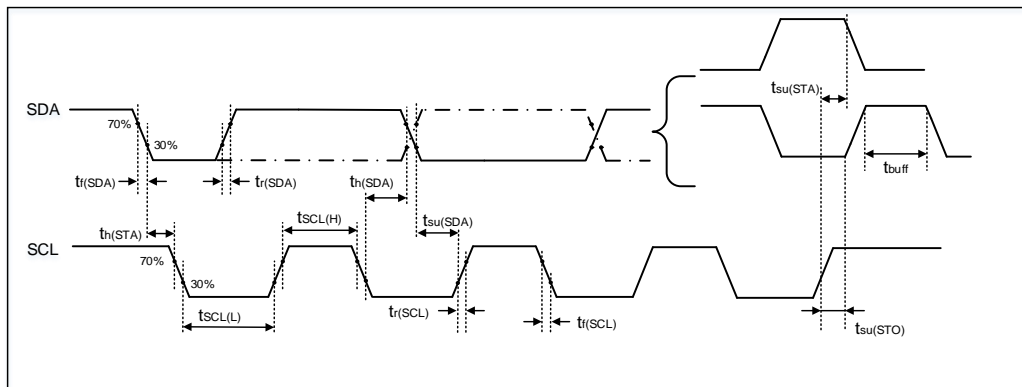 tsu(STA)
SDA
70%
30%
tbuff
tf(SDA)
tr(SDA)
th(SDA)
tsu(SDA)
th(STA)
tSCL(H)
SCL
70%
30%
tSCL(L)
tr(SCL)
tf(SCL)
tsu(STO)